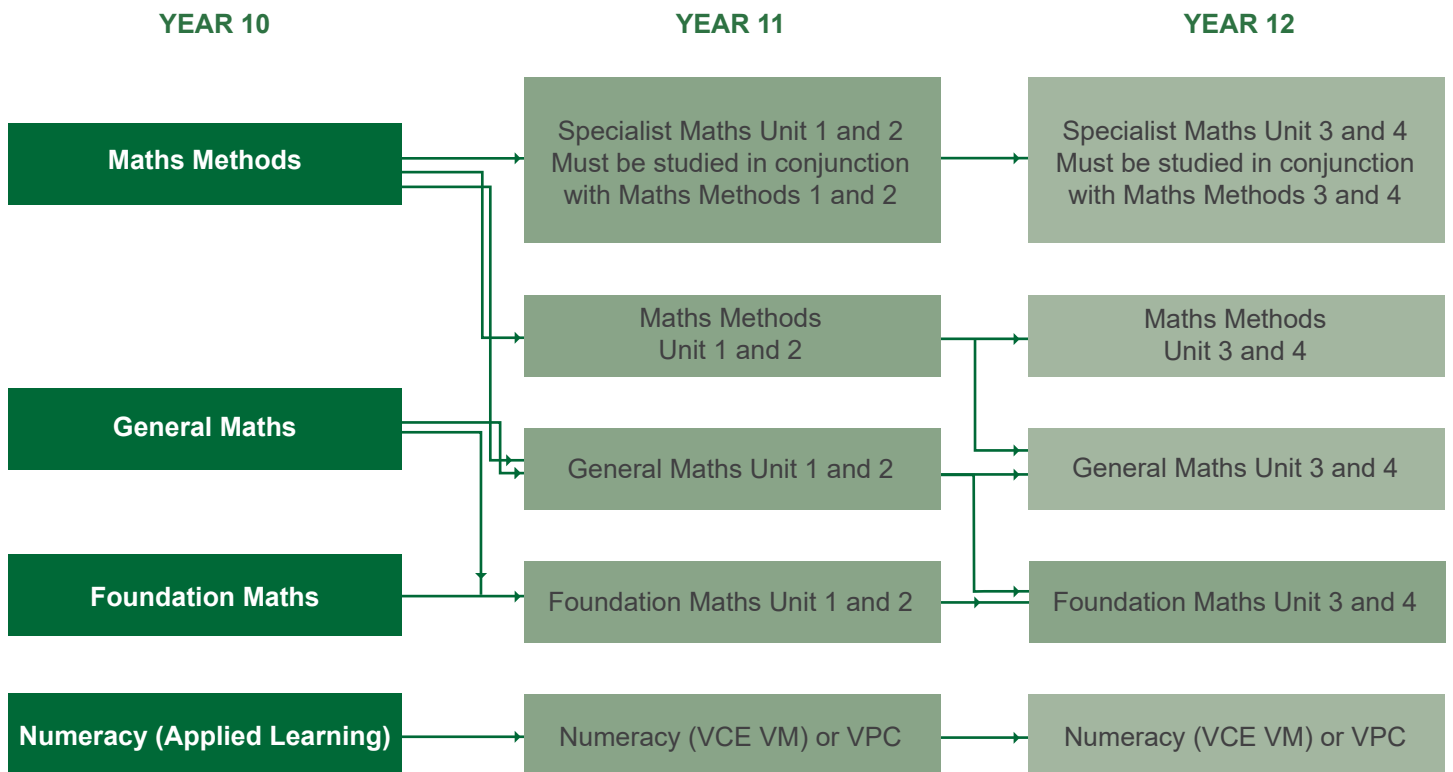 YEAR 10
YEAR 11
YEAR 12
Maths Methods
Specialist Maths Unit 1 and 2
Must be studied in conjunction
with Maths Methods 1 and 2
Specialist Maths Unit 3 and 4
Must be studied in conjunction
with Maths Methods 3 and 4
Maths Methods
Unit 1 and 2
Maths Methods
Unit 3 and 4
General Maths
General Maths Unit 1 and 2
General Maths Unit 3 and 4
Foundation Maths
Foundation Maths Unit 1 and 2
Foundation Maths Unit 3 and 4
Numeracy (Applied Learning)
Numeracy (VCE VM) or VPC
Numeracy (VCE VM) or VPC